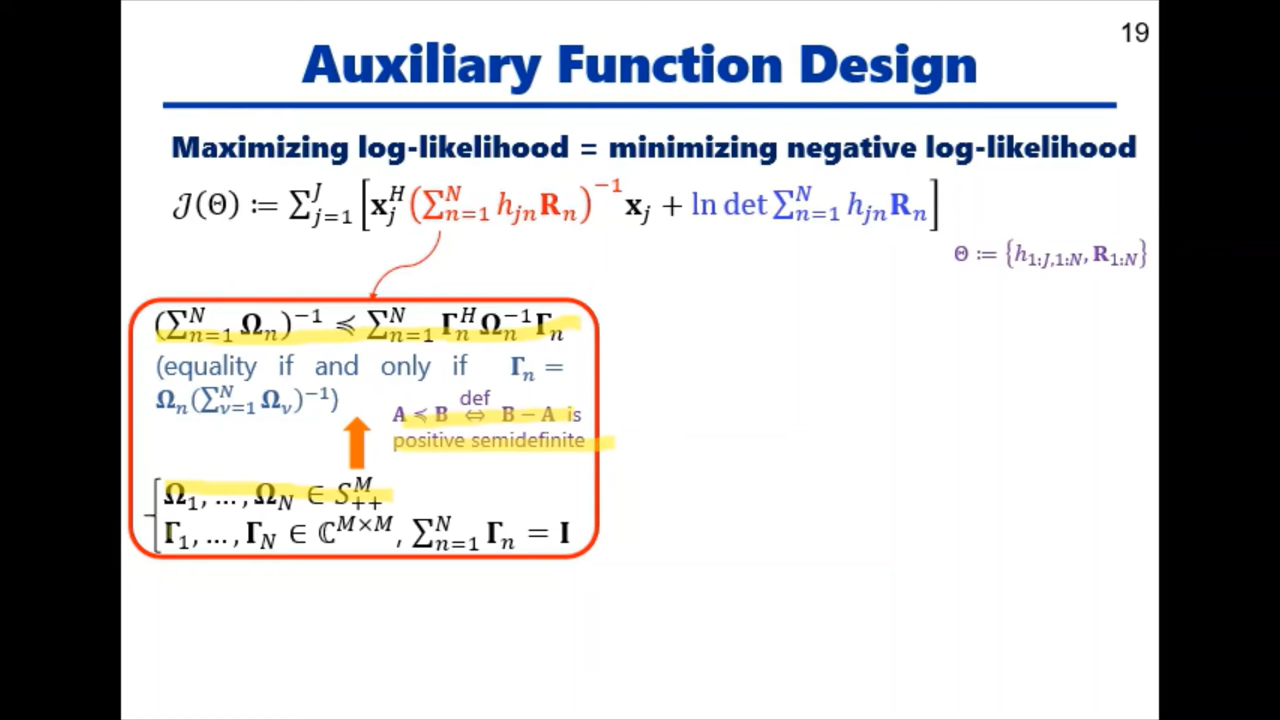 19
Auxiliary Function Design
Maximizing log-likelihood = minimizing negative log-likelihood
𝒥(Θ) ≔ ∑_{j=1}^{J} [𝐱_j^H (∑_{n=1}^{N} h_{jn}𝐑_n)^{−1} 𝐱_j + ln det ∑_{n=1}^{N} h_{jn}𝐑_n]
Θ ≔ {h_{1:J,1:N}, 𝐑_{1:N}}
(∑_{n=1}^{N} 𝛀_n)^{−1} ≼ ∑_{n=1}^{N} 𝚪_n^H 𝛀_n^{−1} 𝚪_n
(equality if and only if 𝚪_n =
𝛀_n(∑_{ν=1}^{N} 𝛀_ν)^{−1})
def
𝐀 ≼ 𝐁 ⇔ 𝐁 − 𝐀 is
positive semidefinite
𝛀_1, …, 𝛀_N ∈ S_{++}^{M}
𝚪_1, …, 𝚪_N ∈ ℂ^{M×M}, ∑_{n=1}^{N} 𝚪_n = 𝐈